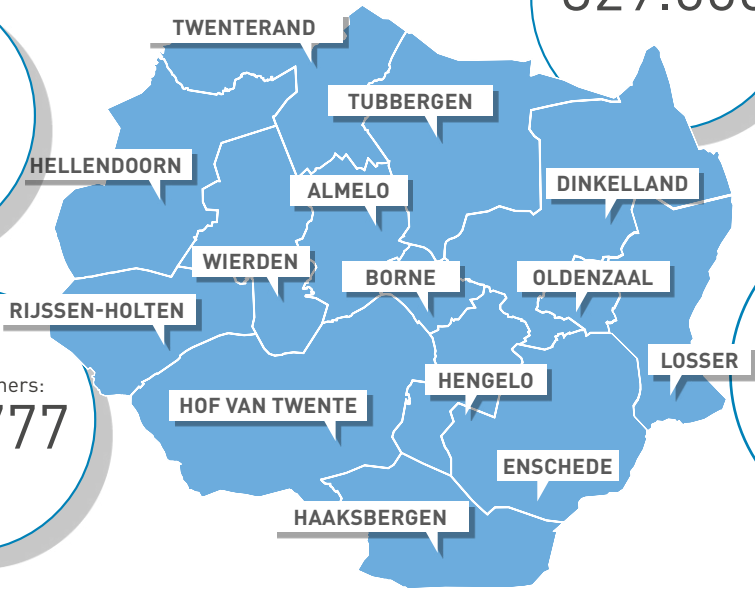 TWENTERAND
TUBBERGEN
HELLENDOORN
ALMELO
DINKELLAND
WIERDEN
BORNE
OLDENZAAL
RIJSSEN-HOLTEN
LOSSER
HENGELO
HOF VAN TWENTE
ENSCHEDE
HAAKSBERGEN